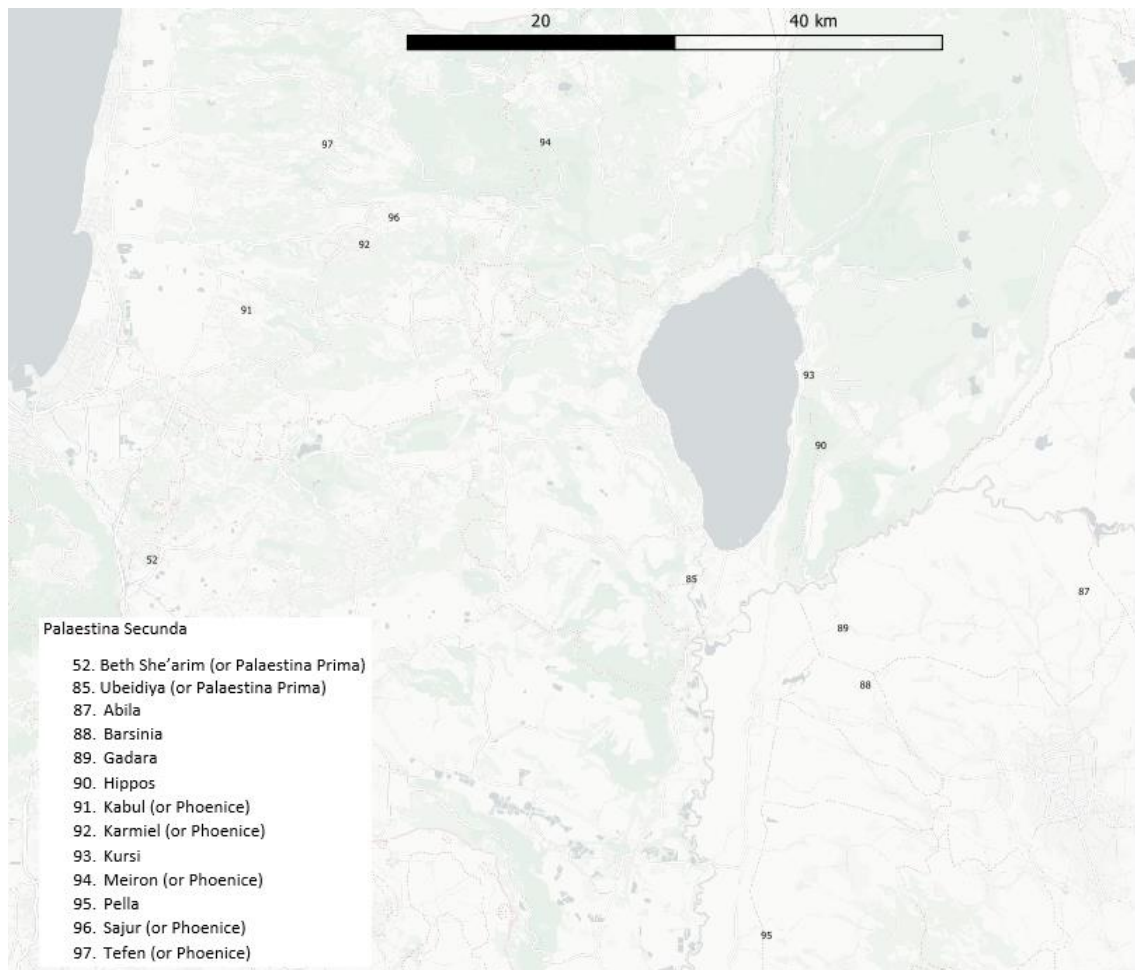 20
40 km
97
94
96
92
91
93
90
52
85
87
89
88
95
Palaestina Secunda
52. Beth She’arim (or Palaestina Prima)
85. Ubeidiya (or Palaestina Prima)
87. Abila
88. Barsinia
89. Gadara
90. Hippos
91. Kabul (or Phoenice)
92. Karmiel (or Phoenice)
93. Kursi
94. Meiron (or Phoenice)
95. Pella
96. Sajur (or Phoenice)
97. Tefen (or Phoenice)